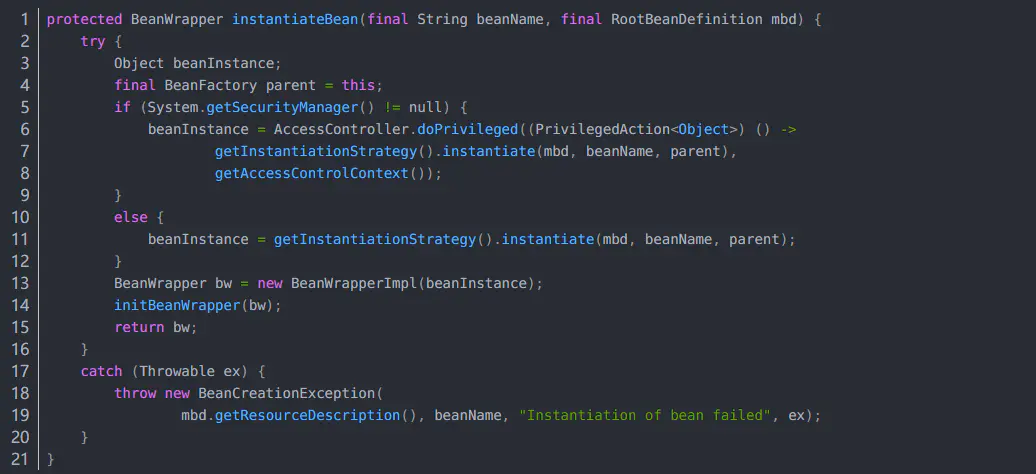 1 protected BeanWrapper instantiateBean(final String beanName, final RootBeanDefinition mbd) {
2     try {
3         Object beanInstance;
4         final BeanFactory parent = this;
5         if (System.getSecurityManager() != null) {
6             beanInstance = AccessController.doPrivileged((PrivilegedAction<Object>) () ->
7                     getInstantiationStrategy().instantiate(mbd, beanName, parent),
8                     getAccessControlContext());
9         }
10         else {
11             beanInstance = getInstantiationStrategy().instantiate(mbd, beanName, parent);
12         }
13         BeanWrapper bw = new BeanWrapperImpl(beanInstance);
14         initBeanWrapper(bw);
15         return bw;
16     }
17     catch (Throwable ex) {
18         throw new BeanCreationException(
19                 mbd.getResourceDescription(), beanName, "Instantiation of bean failed", ex);
20     }
21 }